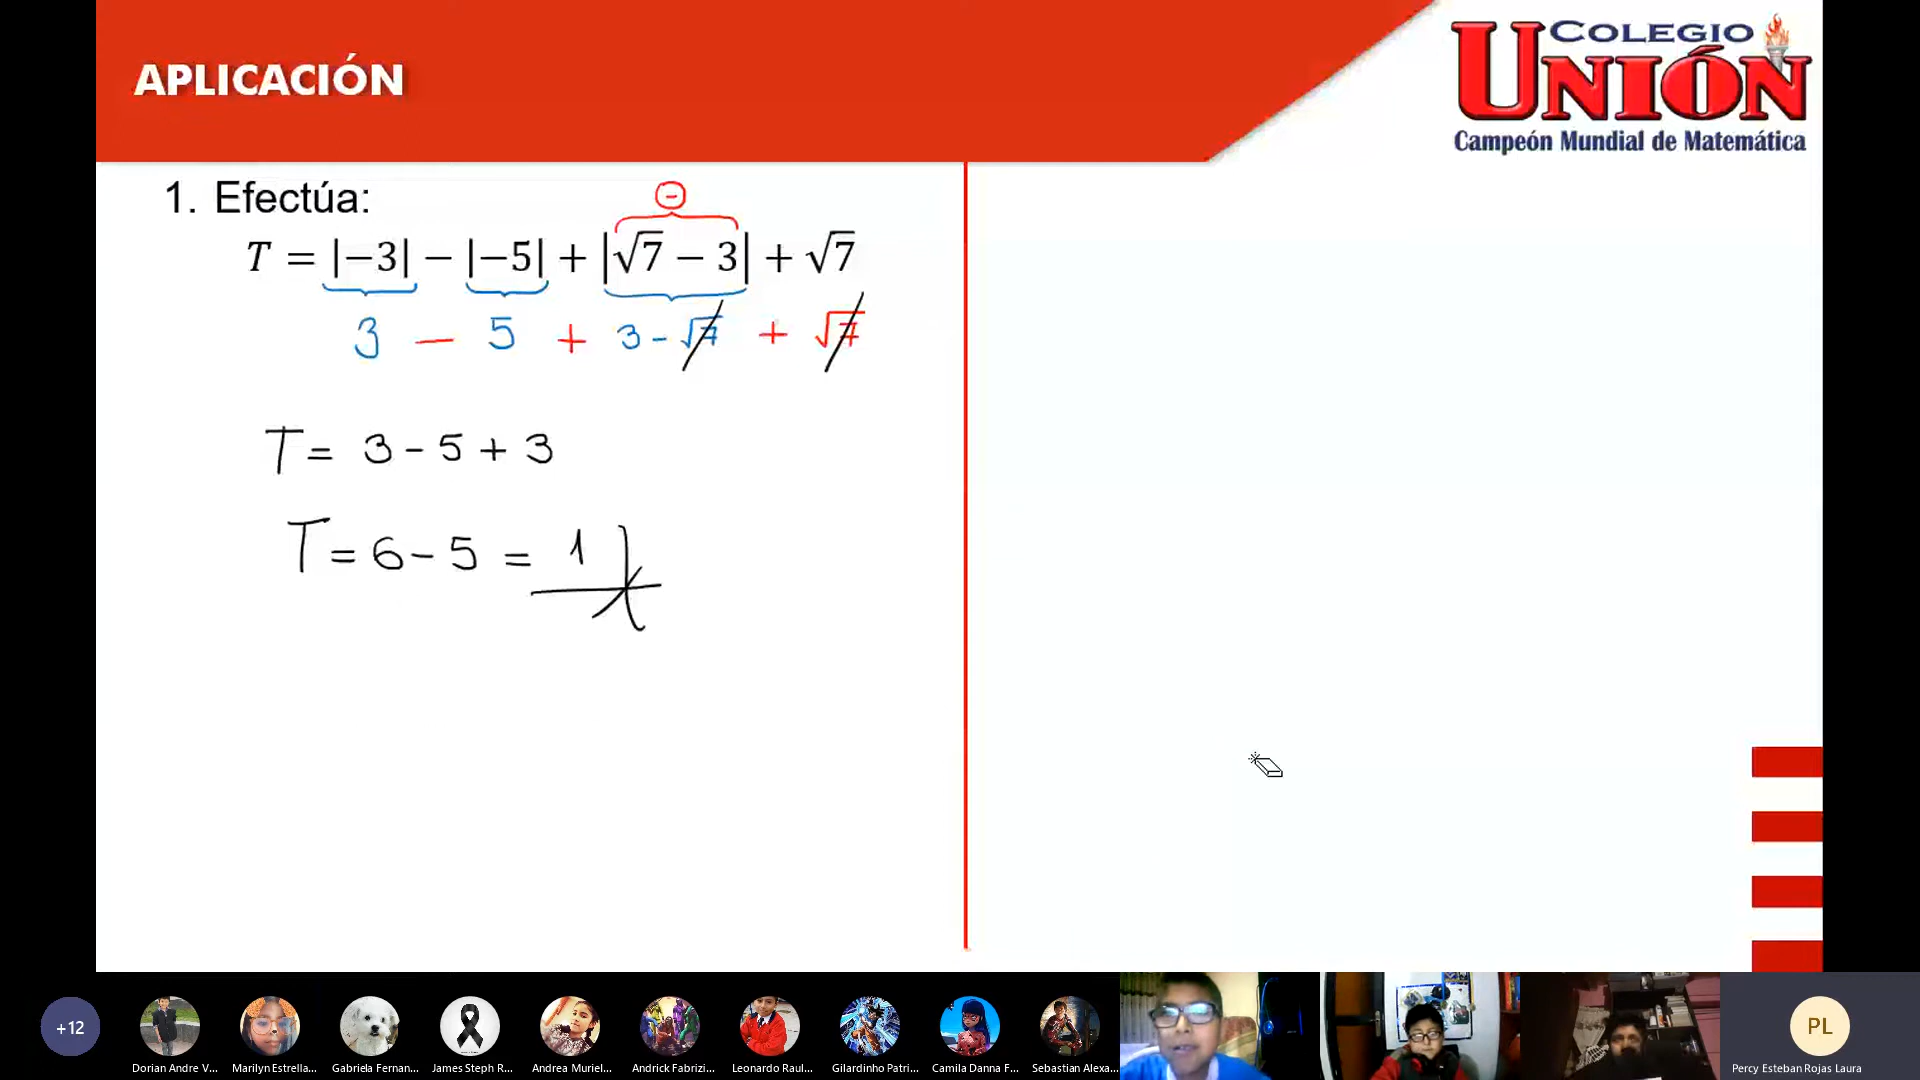 APLICACIÓN
COLEGIO
UNIÓN
Campeón Mundial de Matemática
1. Efectúa:
-
T = |−3| − |−5| + |√7 − 3| + √7
3 − 5 + 3 - √7 + √7
T = 3 - 5 + 3
T = 6 - 5 = 1
+12
Dorian Andre V...
Marilyn Estrella...
Gabriela Fernan...
James Steph R...
Andrea Muriel...
Andrick Fabrizi...
Leonardo Raul...
Gilardinho Patri...
Camila Danna F...
Sebastian Alexa...
PL
Percy Esteban Rojas Laura